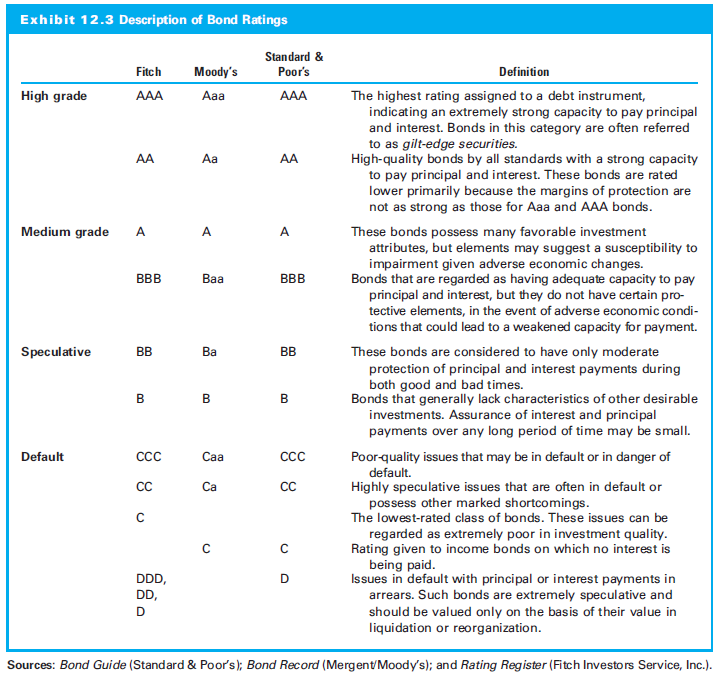 Exhibit 12.3 Description of Bond Ratings
Standard &
Fitch Moody's Poor's Definition
High grade AAA Aaa AAA The highest rating assigned to a debt instrument,
indicating an extremely strong capacity to pay principal
and interest. Bonds in this category are often referred
to as gilt-edge securities.
AA Aa AA High-quality bonds by all standards with a strong capacity
to pay principal and interest. These bonds are rated
lower primarily because the margins of protection are
not as strong as those for Aaa and AAA bonds.
Medium grade A A A These bonds possess many favorable investment
attributes, but elements may suggest a susceptibility to
impairment given adverse economic changes.
BBB Baa BBB Bonds that are regarded as having adequate capacity to pay
principal and interest, but they do not have certain pro-
tective elements, in the event of adverse economic condi-
tions that could lead to a weakened capacity for payment.
Speculative BB Ba BB These bonds are considered to have only moderate
protection of principal and interest payments during
both good and bad times.
B B B Bonds that generally lack characteristics of other desirable
investments. Assurance of interest and principal
payments over any long period of time may be small.
Default CCC Caa CCC Poor-quality issues that may be in default or in danger of
default.
CC Ca CC Highly speculative issues that are often in default or
possess other marked shortcomings.
C The lowest-rated class of bonds. These issues can be
regarded as extremely poor in investment quality.
C C Rating given to income bonds on which no interest is
being paid.
DDD, D Issues in default with principal or interest payments in
DD, arrears. Such bonds are extremely speculative and
D should be valued only on the basis of their value in
liquidation or reorganization.
Sources: Bond Guide (Standard & Poor's); Bond Record (Mergent/Moody's); and Rating Register (Fitch Investors Service, Inc.).